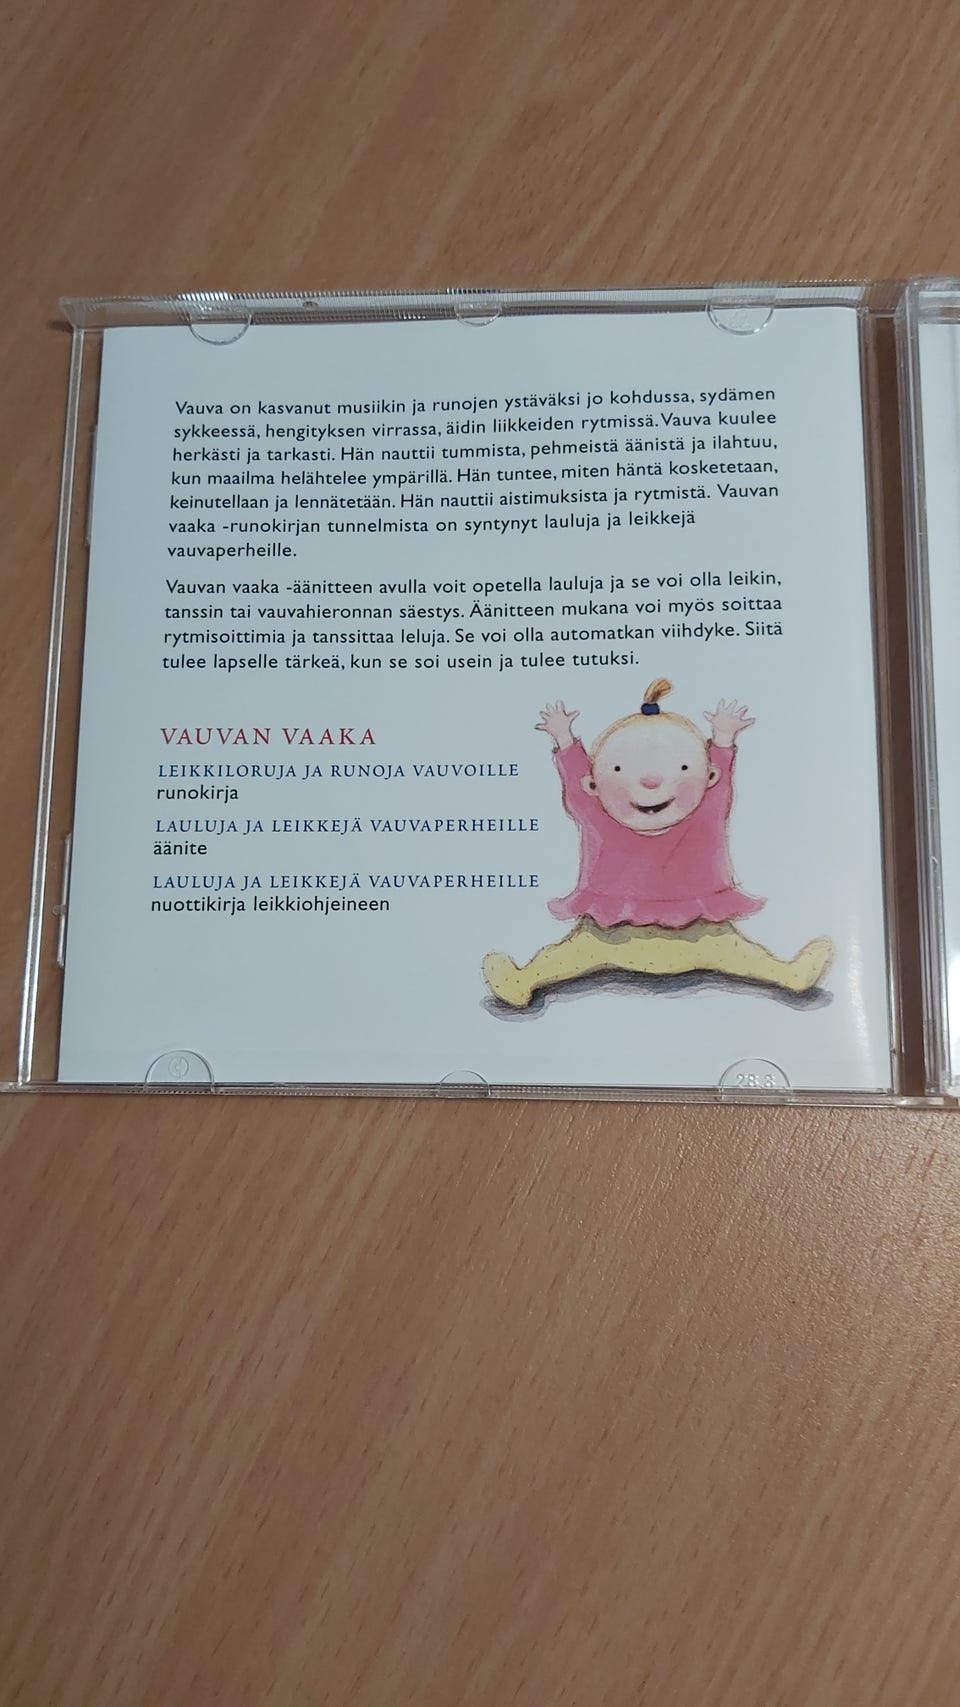 Vauva on kasvanut musiikin ja runojen ystäväksi jo kohdussa, sydämen
sykkeessä, hengityksen virrassa, äidin liikkeiden rytmissä. Vauva kuulee
herkästi ja tarkasti. Hän nauttii tummista, pehmeistä äänistä ja ilahtuu,
kun maailma helähtelee ympärillä. Hän tuntee, miten häntä kosketetaan,
keinutellaan ja lennätetään. Hän nauttii aistimuksista ja rytmistä. Vauvan
vaaka -runokirjan tunnelmista on syntynyt lauluja ja leikkejä
vauvaperheille.
Vauvan vaaka -äänitteen avulla voit opetella lauluja ja se voi olla leikin,
tanssin tai vauvahieronnan säestys. Äänitteen mukana voi myös soittaa
rytmisoittimia ja tanssittaa leluja. Se voi olla automatkan viihdyke. Siitä
tulee lapselle tärkeä, kun se soi usein ja tulee tutuksi.
VAUVAN VAAKA
LEIKKILORUJA JA RUNOJA VAUVOILLE
runokirja
LAULUJA JA LEIKKEJÄ VAUVAPERHEILLE
äänite
LAULUJA JA LEIKKEJÄ VAUVAPERHEILLE
nuottikirja leikkiohjeineen